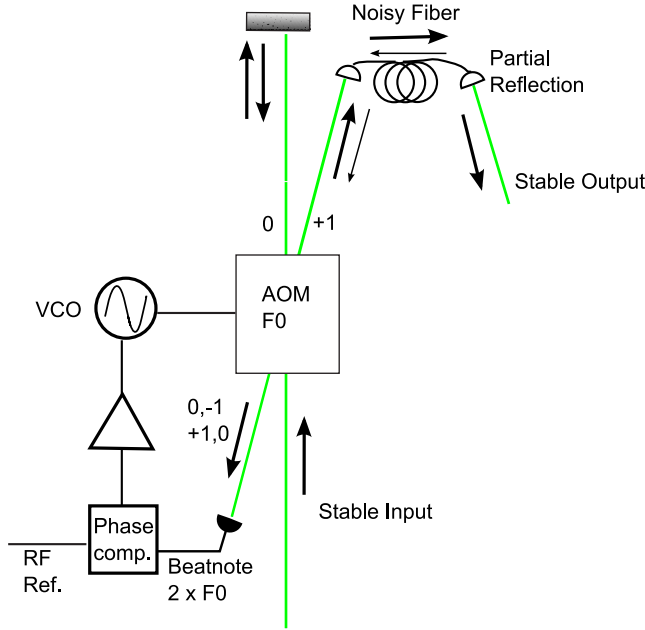 Noisy Fiber
Partial
Reflection
Stable Output
0
+1
AOM
F0
VCO
0,-1
+1,0
Stable Input
Phase
comp.
RF
Ref.
Beatnote
2 x F0